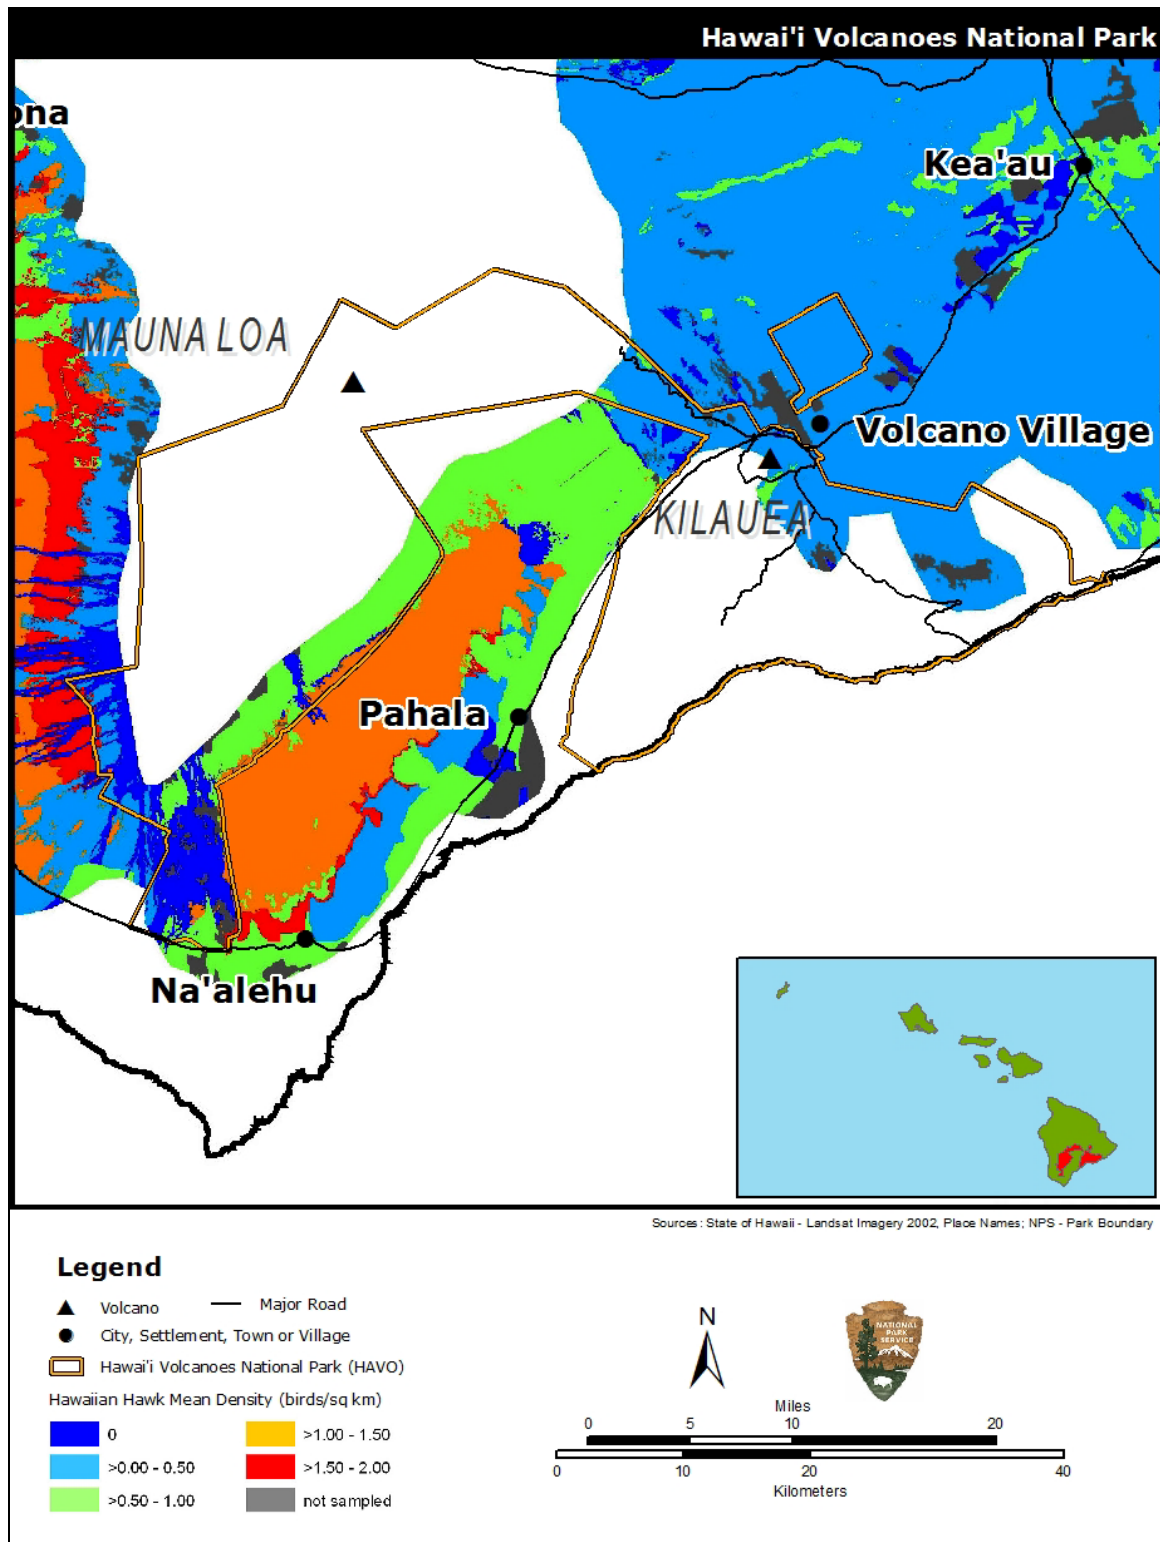 Hawai'i Volcanoes National Park
ona
Kea'au
MAUNA LOA
Volcano Village
KILAUEA
Pahala
Na'alehu
Sources: State of Hawaii - Landsat Imagery 2002, Place Names; NPS - Park Boundary
Legend
Volcano
Major Road
City, Settlement, Town or Village
Hawai'i Volcanoes National Park (HAVO)
Hawaiian Hawk Mean Density (birds/sq km)
0
>1.00 - 1.50
>0.00 - 0.50
>1.50 - 2.00
>0.50 - 1.00
not sampled
N
NATIONAL
PARK
SERVICE
Miles
0 5 10 20
0 10 20 40
Kilometers